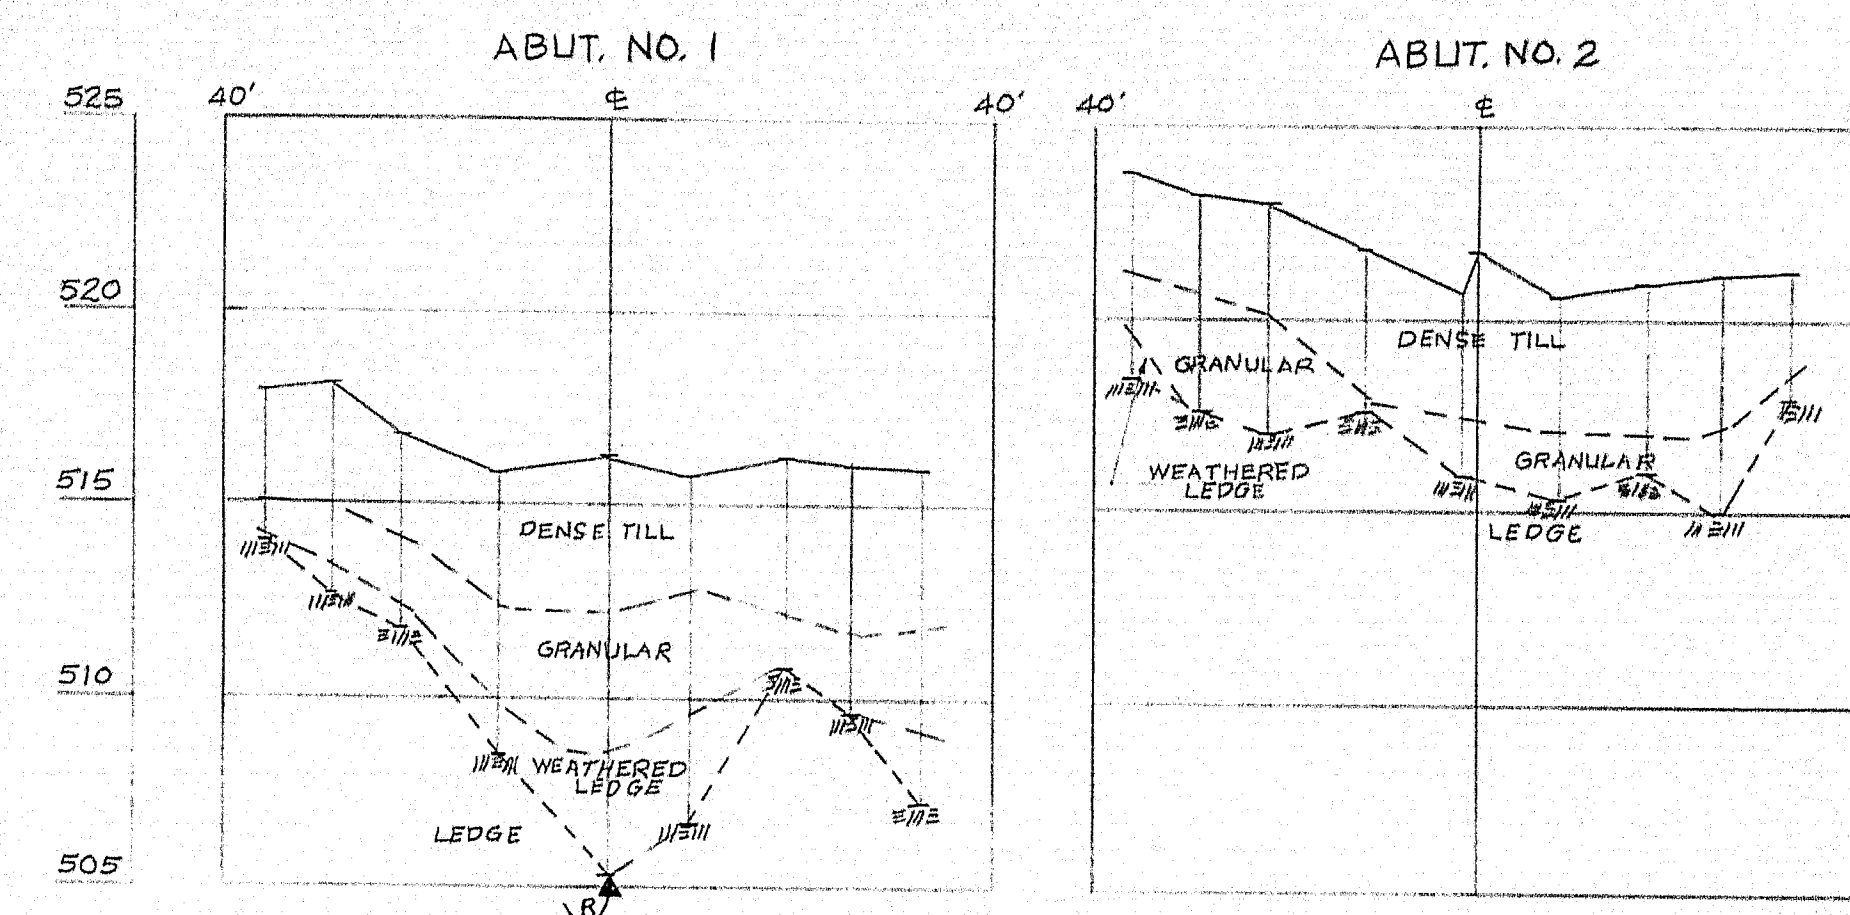 ABUT. NO. 1
ABUT. NO. 2
525
40'
℄
40'
40'
℄
520
DENSE TILL
GRANULAR
515
WEATHERED
LEDGE
GRANULAR
DENSE TILL
LEDGE
GRANULAR
510
WEATHERED
LEDGE
LEDGE
505
R